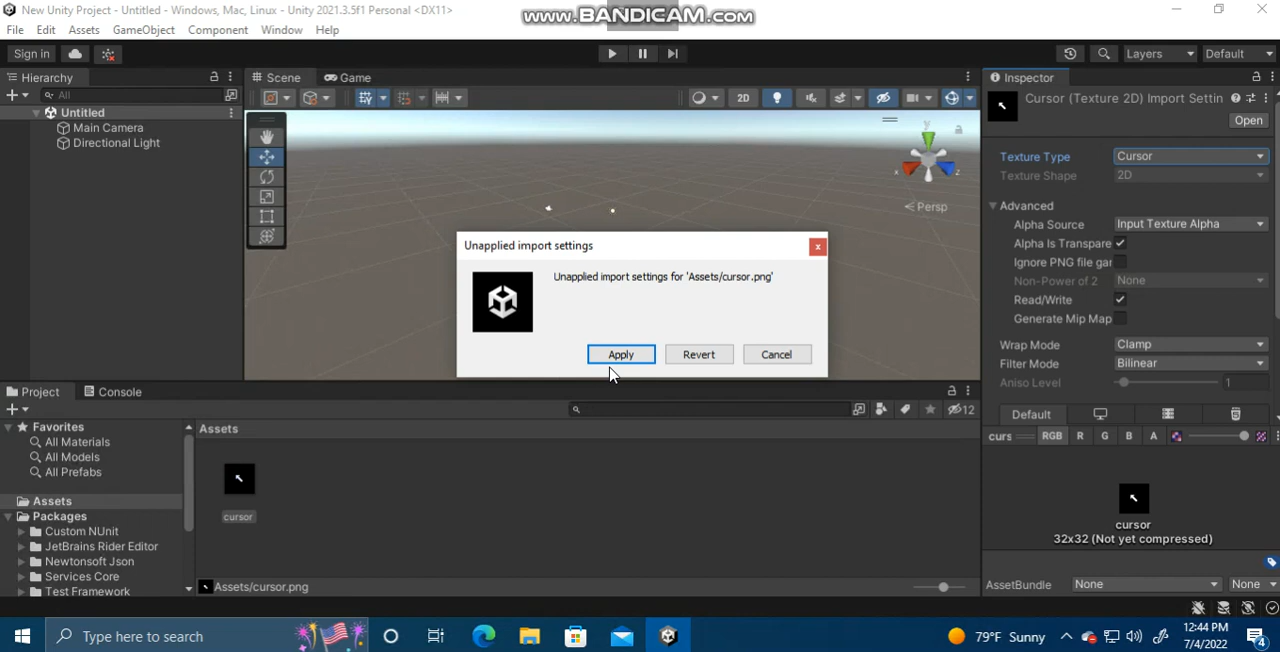 New Unity Project - Untitled - Windows, Mac, Linux - Unity 2021.3.5f1 Personal <DX11>
www.BANDICAM.com
File Edit Assets GameObject Component Window Help
Sign in
Layers
Default
Hierarchy
Scene
Game
Inspector
All
2D
Untitled
Main Camera
Directional Light
Persp
y
x
z
Cursor (Texture 2D) Import Settin
Open
Texture Type Cursor
Texture Shape 2D
Advanced
Alpha Source Input Texture Alpha
Alpha Is Transpare
Ignore PNG file gar
Non-Power of 2 None
Read/Write
Generate Mip Map
Wrap Mode Clamp
Filter Mode Bilinear
Aniso Level 1
Default
curs RGB R G B A
cursor
32x32 (Not yet compressed)
AssetBundle None None
Unapplied import settings
x
Unapplied import settings for 'Assets/cursor.png'
Apply Revert Cancel
Project
Console
12
Favorites
All Materials
All Models
All Prefabs
Assets
Packages
Custom NUnit
JetBrains Rider Editor
Newtonsoft Json
Services Core
Test Framework
Assets
cursor
Assets/cursor.png
Type here to search
79°F Sunny
12:44 PM
7/4/2022
4